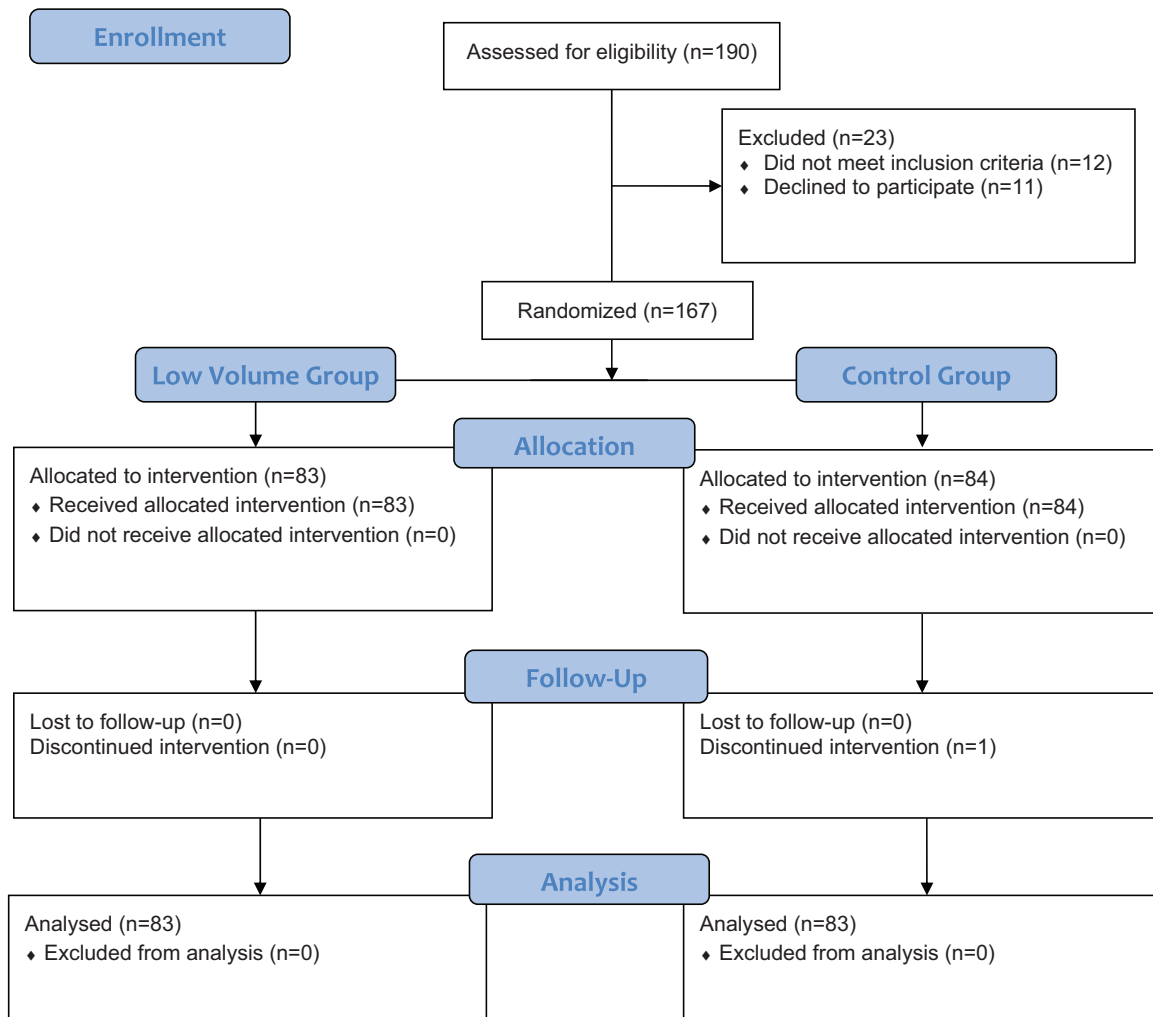 Enrollment
Assessed for eligibility (n=190)
Excluded (n=23)
♦ Did not meet inclusion criteria (n=12)
♦ Declined to participate (n=11)
Randomized (n=167)
Low Volume Group
Control Group
Allocation
Allocated to intervention (n=83)
♦ Received allocated intervention (n=83)
♦ Did not receive allocated intervention (n=0)
Allocated to intervention (n=84)
♦ Received allocated intervention (n=84)
♦ Did not receive allocated intervention (n=0)
Follow-Up
Lost to follow-up (n=0)
Discontinued intervention (n=0)
Lost to follow-up (n=0)
Discontinued intervention (n=1)
Analysis
Analysed (n=83)
♦ Excluded from analysis (n=0)
Analysed (n=83)
♦ Excluded from analysis (n=0)